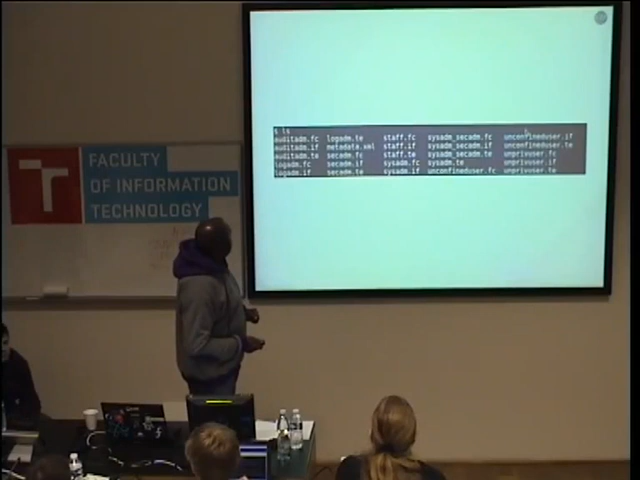 FACULTY
OF INFORMATION
TECHNOLOGY
$ ls
auditadm.fc logadm.te staff.fc sysadm_secadm.fc unconfineduser.if
auditadm.if metadata.xml staff.if sysadm_secadm.if unconfineduser.te
auditadm.te secadm.fc staff.te sysadm_secadm.te unprivuser.fc
logadm.fc secadm.if sysadm.fc sysadm.te unprivuser.if
logadm.if secadm.te sysadm.if unconfineduser.fc unprivuser.te